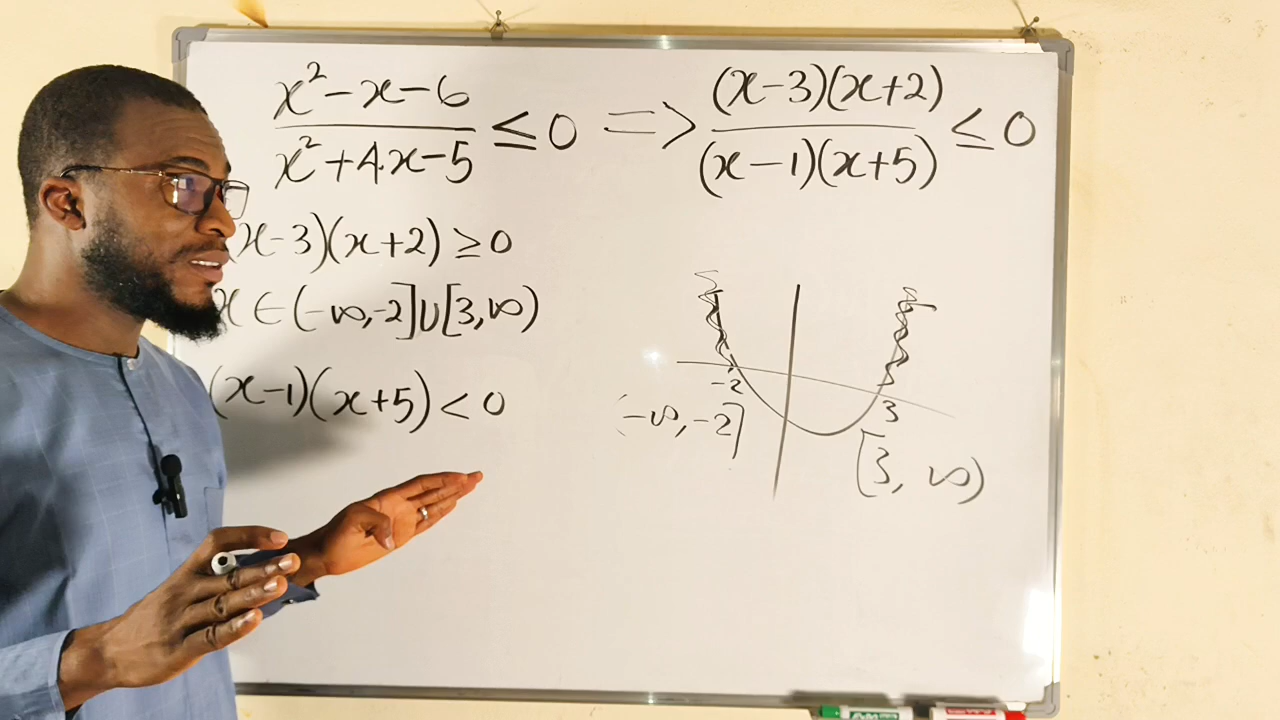 x² - x - 6 / x² + 4x - 5 ≤ 0 => (x-3)(x+2) / (x-1)(x+5) ≤ 0
x-3)(x+2) ≥ 0
x ∈ (-∞,-2]∪[3,∞)
(x-1)(x+5) < 0
-2
3
(-∞,-2]
[3, ∞)